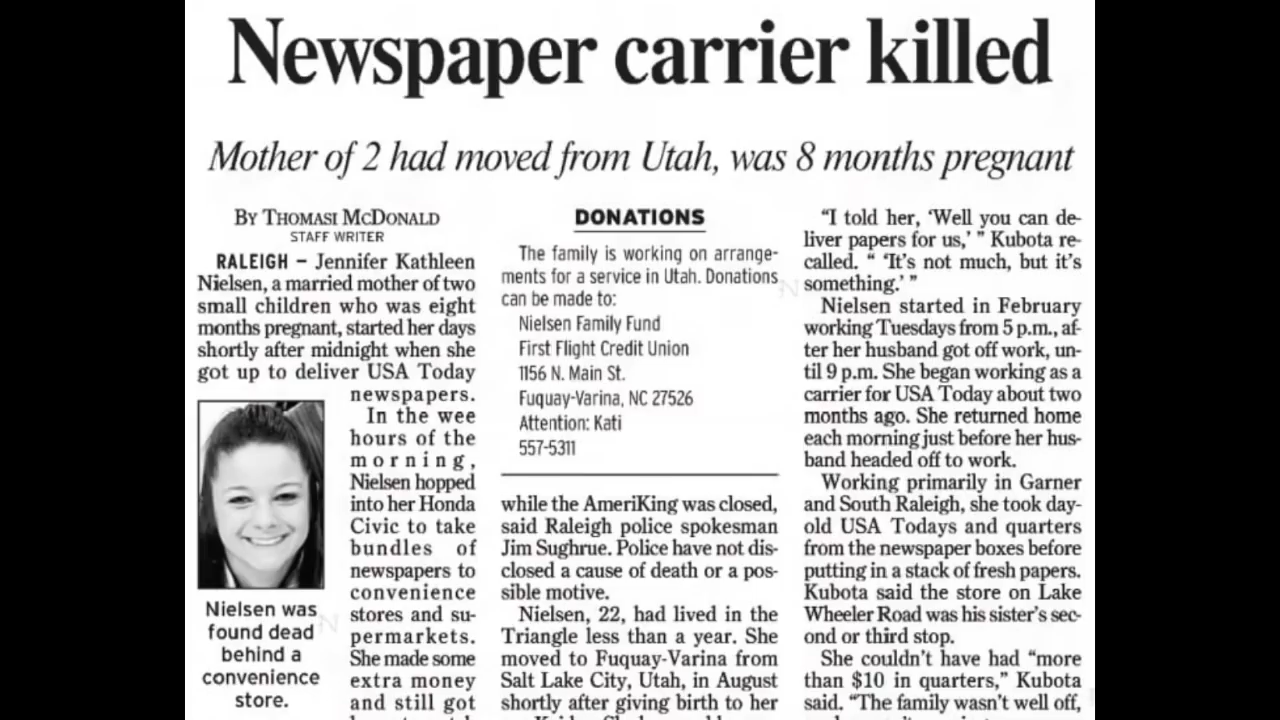 Newspaper carrier killed
Mother of 2 had moved from Utah, was 8 months pregnant
BY THOMASI MCDONALD
STAFF WRITER
RALEIGH – Jennifer Kathleen
Nielsen, a married mother of two
small children who was eight
months pregnant, started her days
shortly after midnight when she
got up to deliver USA Today
newspapers.
In the wee
hours of the
morning,
Nielsen hopped
into her Honda
Civic to take
bundles of
newspapers to
convenience
stores and su-
permarkets.
She made some
extra money
and still got
Nielsen was
found dead
behind a
convenience
store.
DONATIONS
The family is working on arrange-
ments for a service in Utah. Donations
can be made to:
Nielsen Family Fund
First Flight Credit Union
1156 N. Main St.
Fuquay-Varina, NC 27526
Attention: Kati
557-5311
while the AmeriKing was closed,
said Raleigh police spokesman
Jim Sughrue. Police have not dis-
closed a cause of death or a pos-
sible motive.
Nielsen, 22, had lived in the
Triangle less than a year. She
moved to Fuquay-Varina from
Salt Lake City, Utah, in August
shortly after giving birth to her
“I told her, ‘Well you can de-
liver papers for us,’ ” Kubota re-
called. “ ‘It’s not much, but it’s
something.’ ”
Nielsen started in February
working Tuesdays from 5 p.m., af-
ter her husband got off work, un-
til 9 p.m. She began working as a
carrier for USA Today about two
months ago. She returned home
each morning just before her hus-
band headed off to work.
Working primarily in Garner
and South Raleigh, she took day-
old USA Todays and quarters
from the newspaper boxes before
putting in a stack of fresh papers.
Kubota said the store on Lake
Wheeler Road was his sister’s sec-
ond or third stop.
She couldn’t have had “more
than $10 in quarters,” Kubota
said. “The family wasn’t well off,